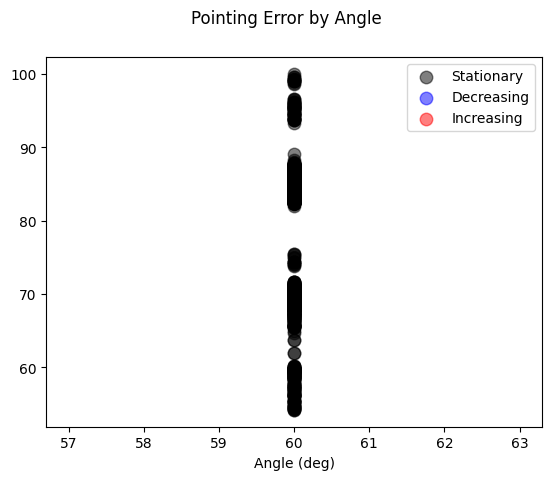 Pointing Error by Angle
100
90
80
70
60
Stationary
Decreasing
Increasing
57 58 59 60 61 62 63
Angle (deg)